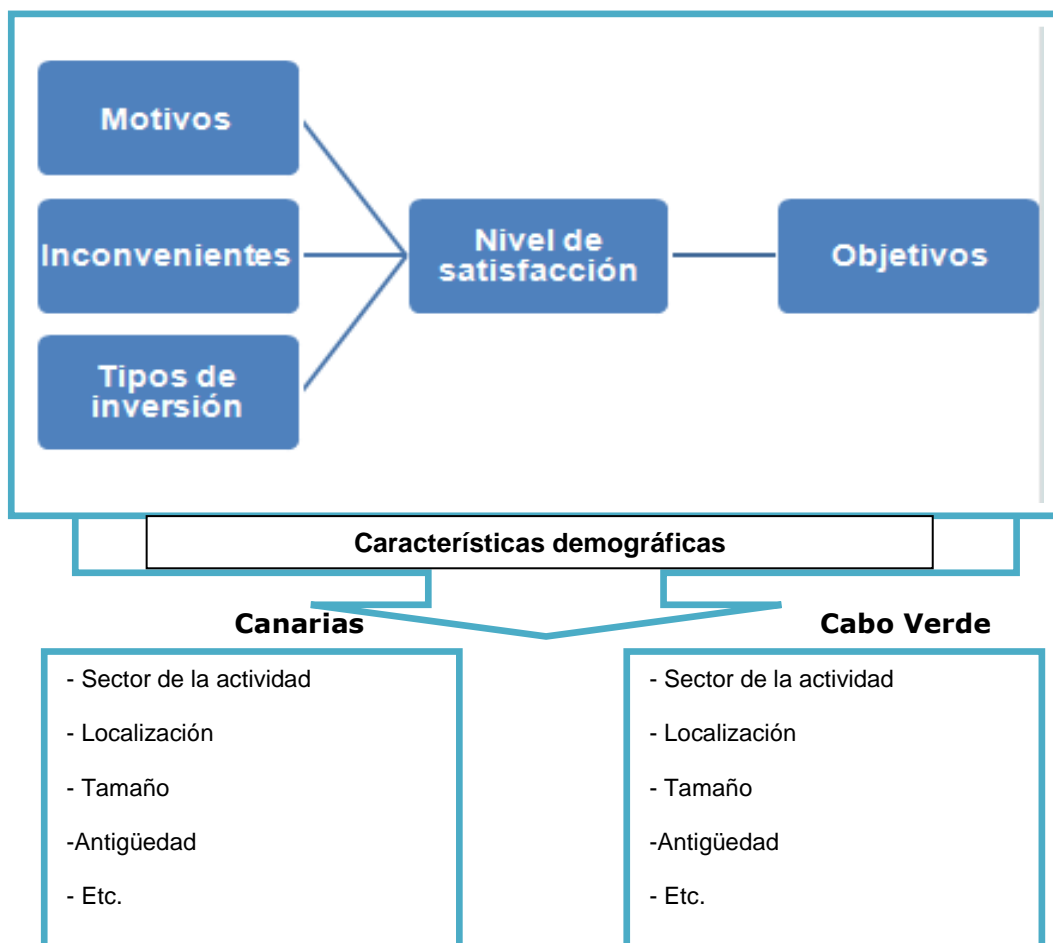 Motivos
Inconvenientes
Tipos de
inversión
Nivel de
satisfacción
Objetivos
Características demográficas
Canarias
- Sector de la actividad
- Localización
- Tamaño
-Antigüedad
- Etc.
Cabo Verde
- Sector de la actividad
- Localización
- Tamaño
-Antigüedad
- Etc.